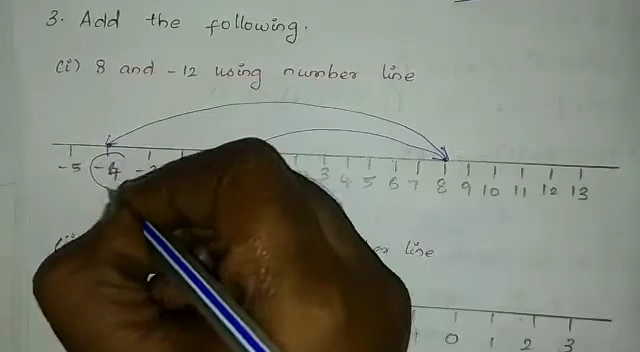 3. Add the following.
(i) 8 and -12 using number line
-5 -4 3 4 5 6 7 8 9 10 11 12 13
line
0 1 2 3